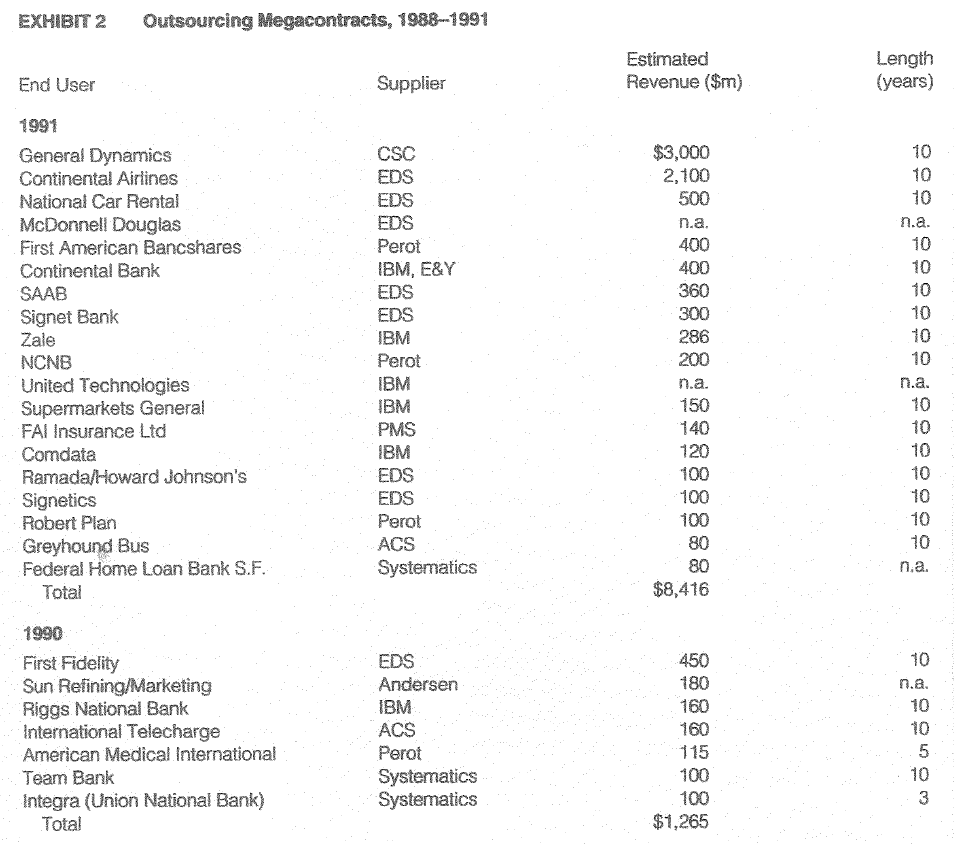 EXHIBIT 2 Outsourcing Megacontracts, 1988–1991
Estimated Length
End User Supplier Revenue ($m) (years)
1991
General Dynamics CSC $3,000 10
Continental Airlines EDS 2,100 10
National Car Rental EDS 500 10
McDonnell Douglas EDS n.a. n.a.
First American Bancshares Perot 400 10
Continental Bank IBM, E&Y 400 10
SAAB EDS 360 10
Signet Bank EDS 300 10
Zale IBM 286 10
NCNB Perot 200 10
United Technologies IBM n.a. n.a.
Supermarkets General IBM 150 10
FAI Insurance Ltd PMS 140 10
Comdata IBM 120 10
Ramada/Howard Johnson's EDS 100 10
Signetics EDS 100 10
Robert Plan Perot 100 10
Greyhound Bus ACS 80 10
Federal Home Loan Bank S.F. Systematics 80 n.a.
Total $8,416
1990
First Fidelity EDS 450 10
Sun Refining/Marketing Andersen 180 n.a.
Riggs National Bank IBM 160 10
International Telecharge ACS 160 10
American Medical International Perot 115 5
Team Bank Systematics 100 10
Integra (Union National Bank) Systematics 100 3
Total $1,265